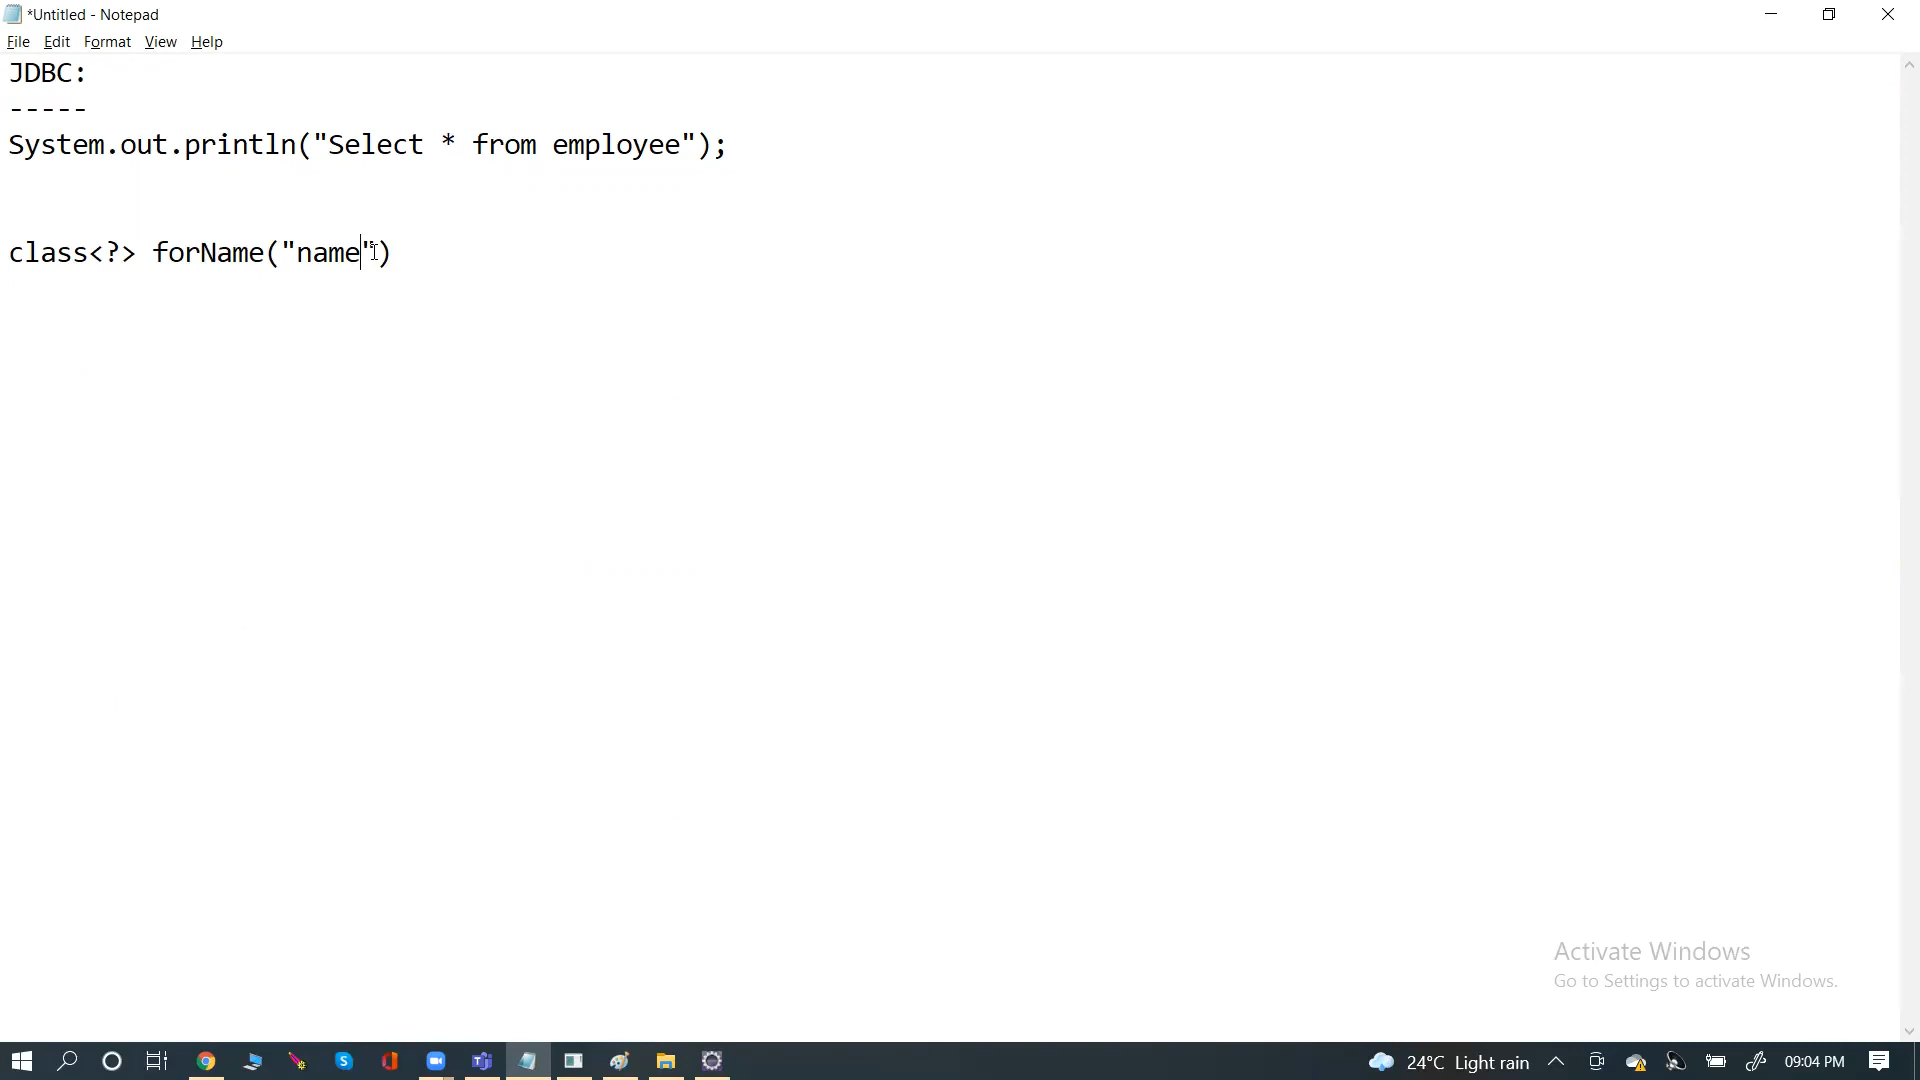 *Untitled - Notepad
File Edit Format View Help
JDBC:
-----
System.out.println("Select * from employee");
class<?> forName("name")
Activate Windows
Go to Settings to activate Windows.
24°C Light rain
09:04 PM